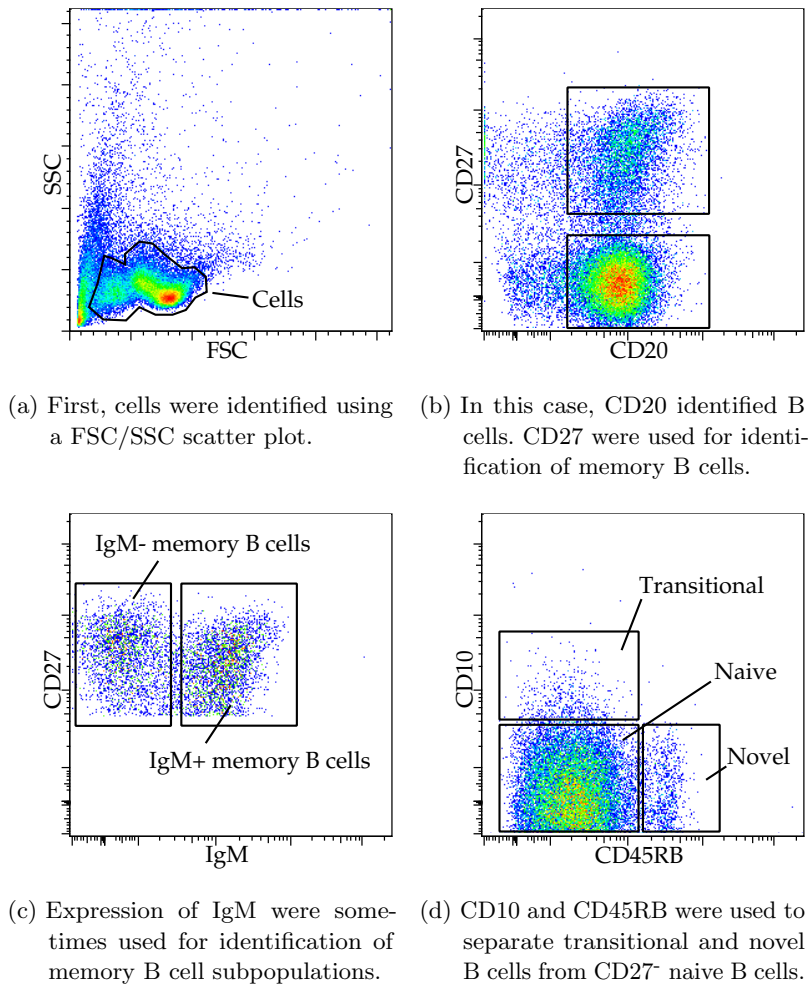 SSC
Cells
FSC
(a) First, cells were identified using
a FSC/SSC scatter plot.
CD27
CD20
(b) In this case, CD20 identified B
cells. CD27 were used for identi-
fication of memory B cells.
IgM- memory B cells
CD27
IgM+ memory B cells
IgM
(c) Expression of IgM were some-
times used for identification of
memory B cell subpopulations.
Transitional
CD10
Naive
Novel
CD45RB
(d) CD10 and CD45RB were used to
separate transitional and novel
B cells from CD27⁻ naive B cells.